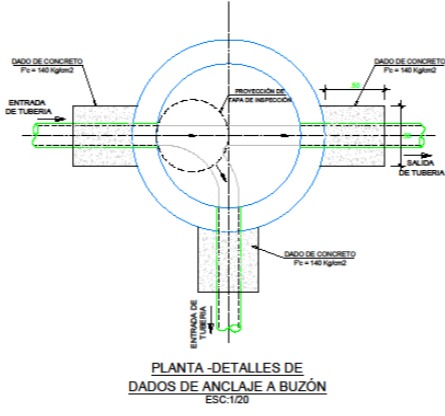 DADO DE CONCRETO
F'c = 140 Kg/cm2
DADO DE CONCRETO
F'c = 140 Kg/cm2
50
PROYECCIÓN DE
TAPA DE INSPECCIÓN
ENTRADA
DE TUBERIA
SALIDA
DE TUBERIA
DADO DE CONCRETO
F'c = 140 Kg/cm2
ENTRADA DE
TUBERIA
PLANTA -DETALLES DE
DADOS DE ANCLAJE A BUZÓN
ESC:1/20